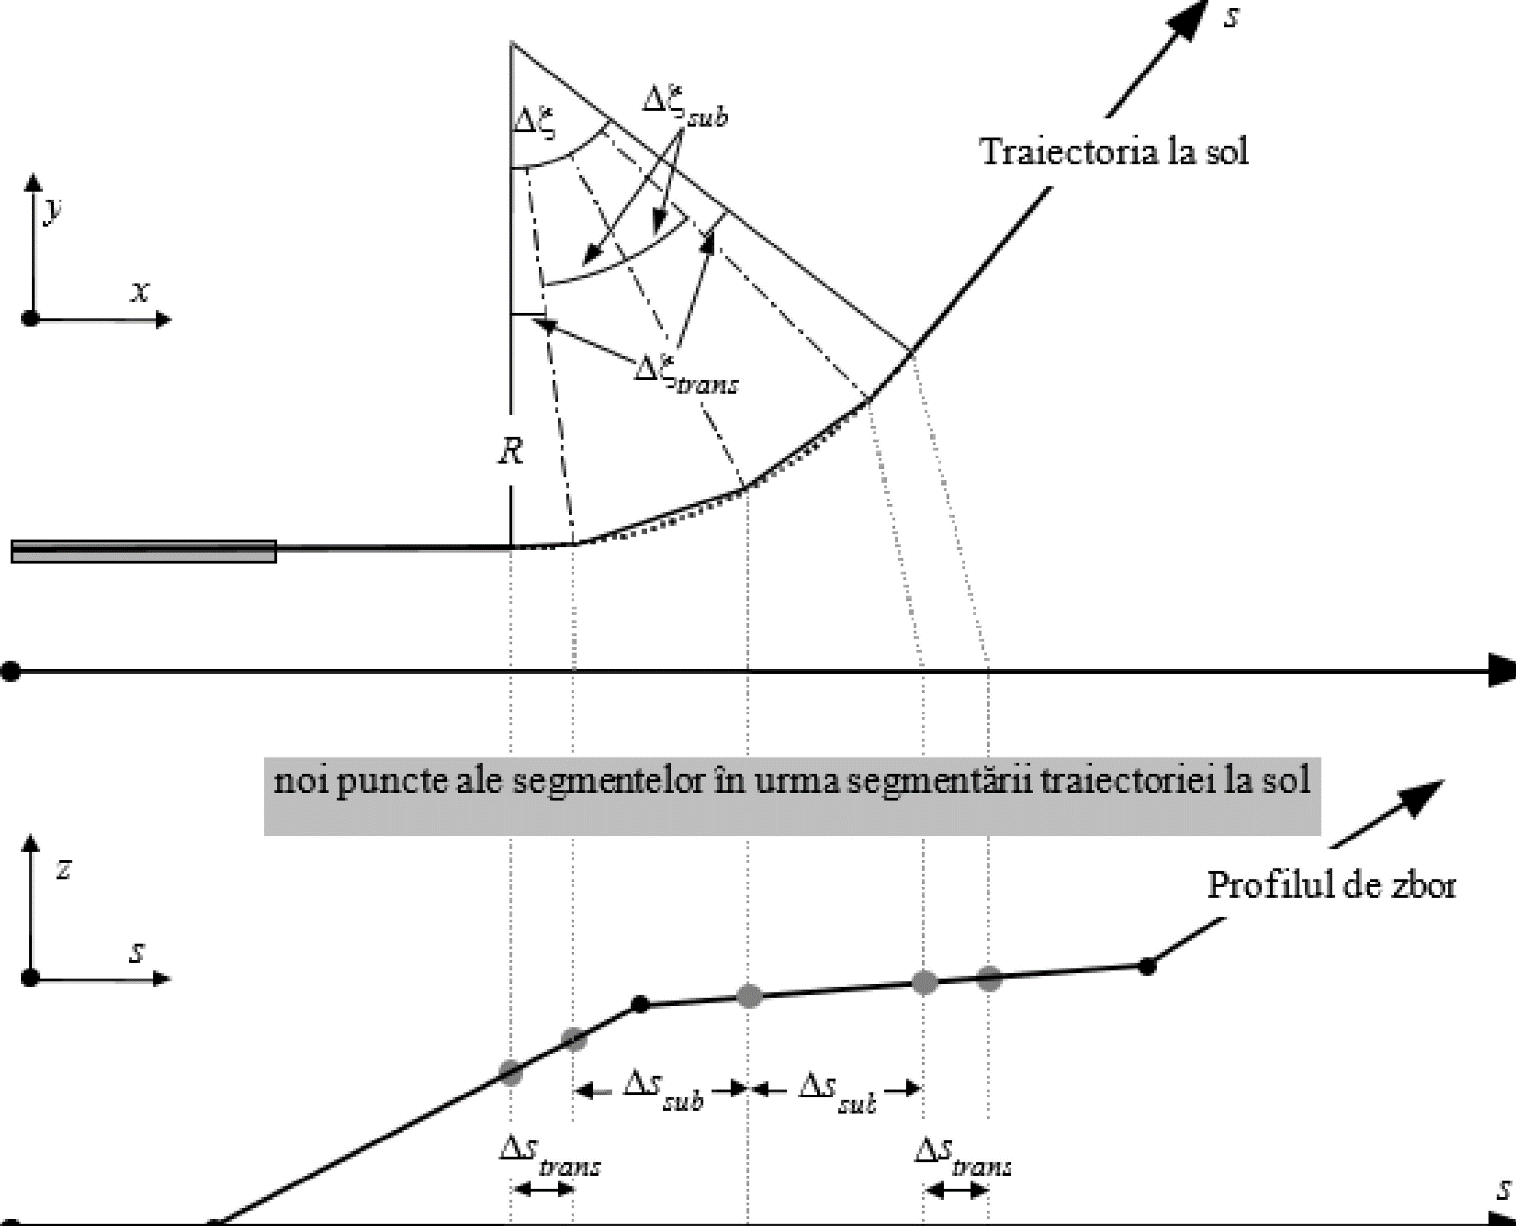 s
Δξ
Δξsub
Traiectoria la sol
y
x
Δξtrans
R
noi puncte ale segmentelor în urma segmentării traiectoriei la sol
z
Profilul de zbor
s
Δssub
Δssub
Δstrans
Δstrans
s